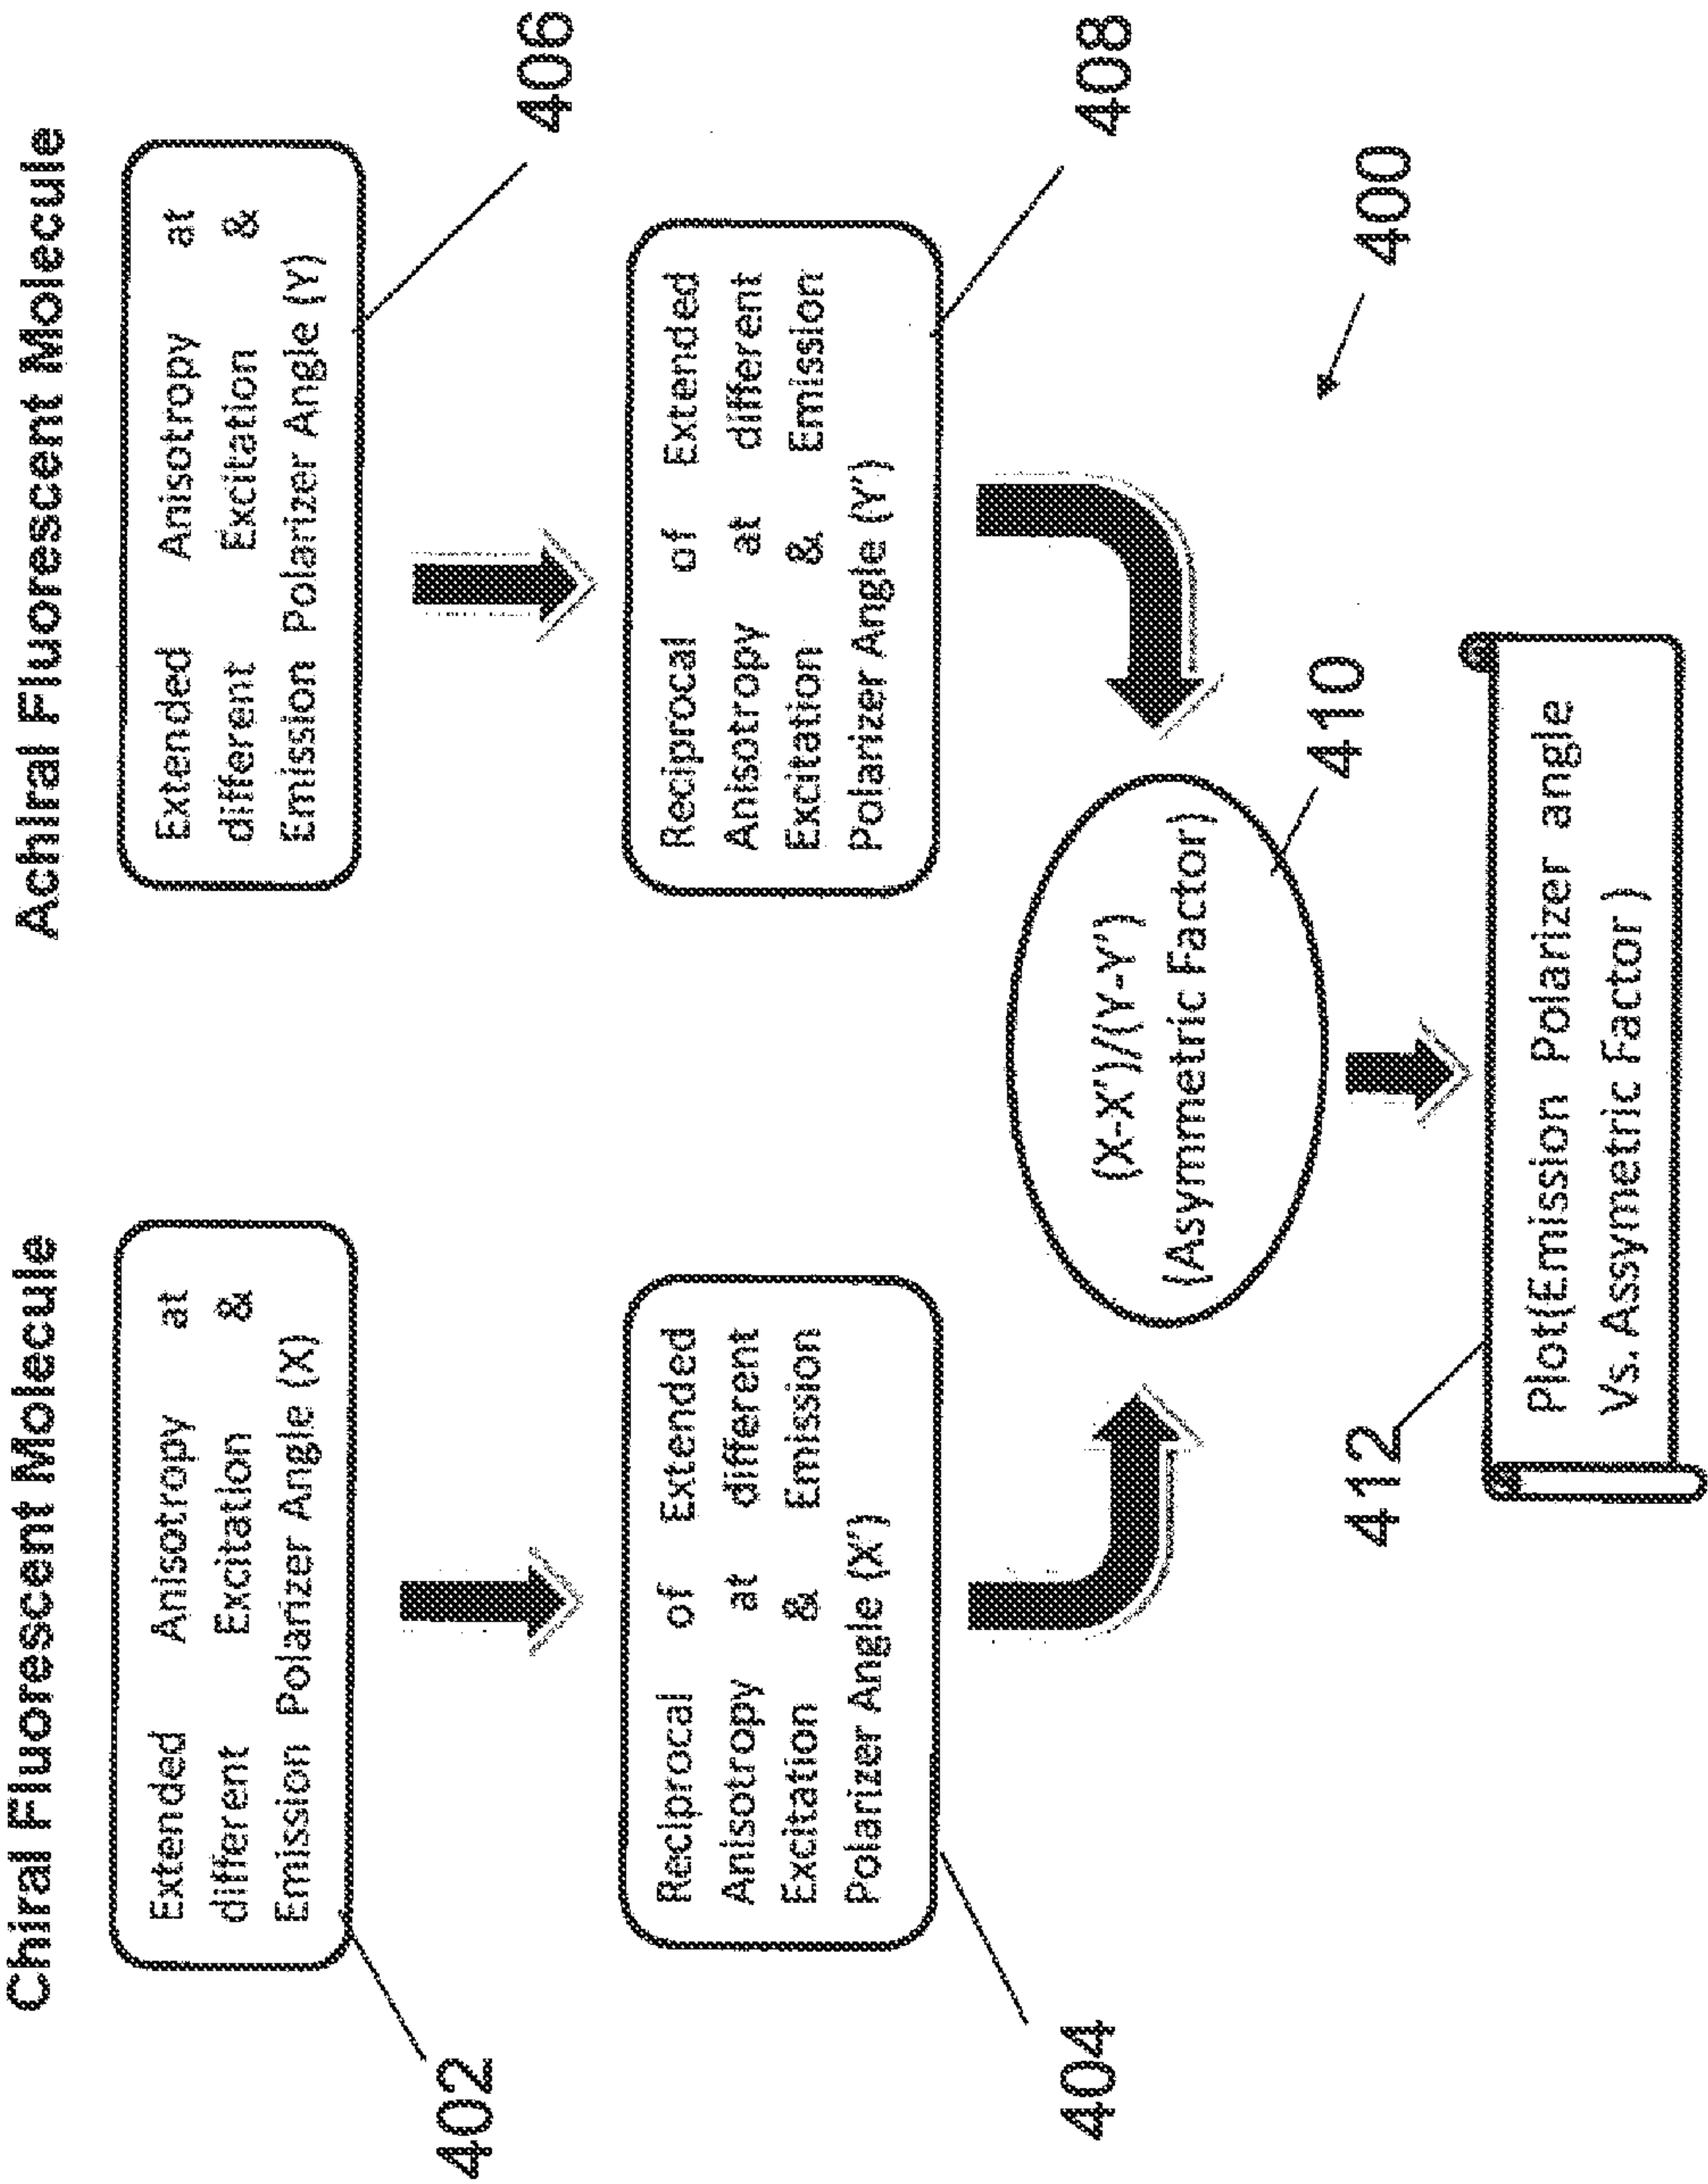 Chiral Fluorescent Molecule
Achiral Fluorescent Molecule
Extended Anisotropy at
different Excitation &
Emission Polarizer Angle (X)
402
Extended Anisotropy at
different Excitation &
Emission Polarizer Angle (Y)
406
Reciprocal of Extended
Anisotropy at different
Excitation & Emission
Polarizer Angle (X')
404
Reciprocal of Extended
Anisotropy at different
Excitation & Emission
Polarizer Angle (Y')
408
(X-X')/(Y-Y')
(Asymmetric Factor)
410
400
412
Plot(Emission Polarizer angle
Vs. Assymetric Factor )